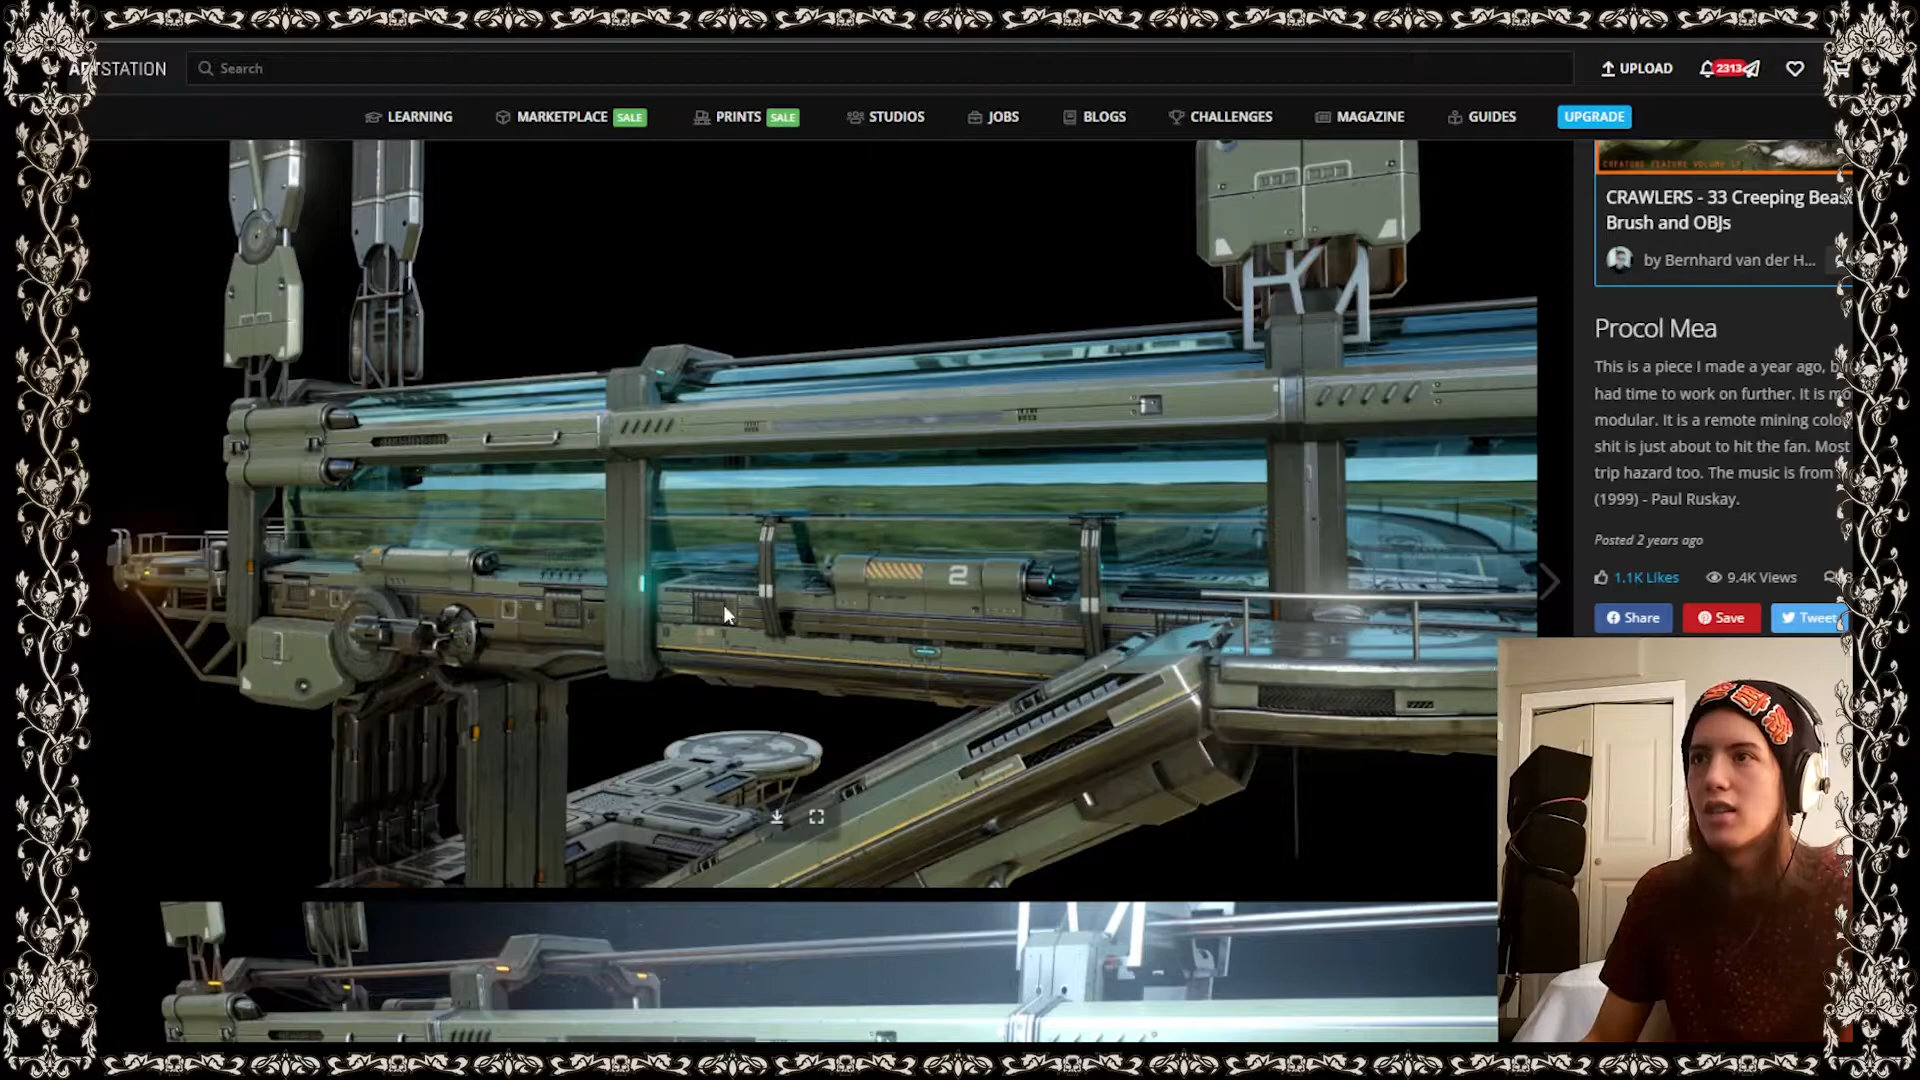 ARTSTATION
Search
UPLOAD
2313
LEARNING
MARKETPLACE SALE
PRINTS SALE
STUDIOS
JOBS
BLOGS
CHALLENGES
MAGAZINE
GUIDES
UPGRADE
CRAWLERS - 33 Creeping
Brush and OBJs
by Bernhard van der H...
Procol Mea
This is a piece I made a year ago,
had time to work on further. It is
modular. It is a remote mining
shit is just about to hit the fan. Most
trip hazard too. The music is from
(1999) - Paul Ruskay.
Posted 2 years ago
1.1K Likes
9.4K Views
Share
Save
Tweet
2